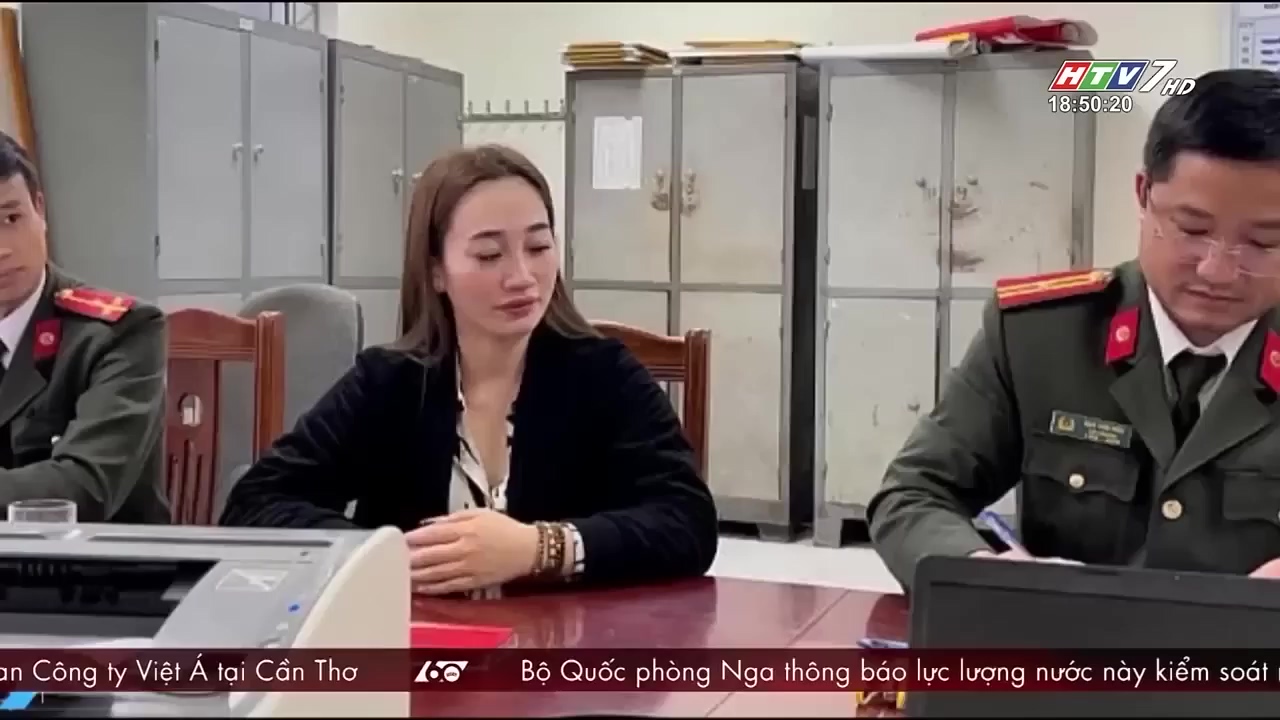 HTV7 HD
18:50:20
an Công ty Việt Á tại Cần Thơ 60 Bộ Quốc phòng Nga thông báo lực lượng nước này kiểm soát